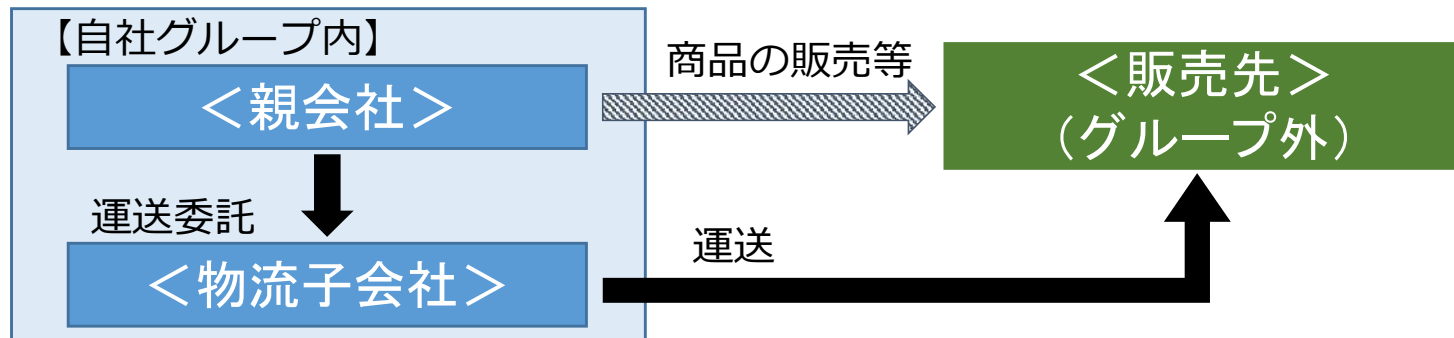 【自社グループ内】
＜親会社＞
商品の販売等
＜販売先＞
（グループ外）
運送委託
＜物流子会社＞
運送